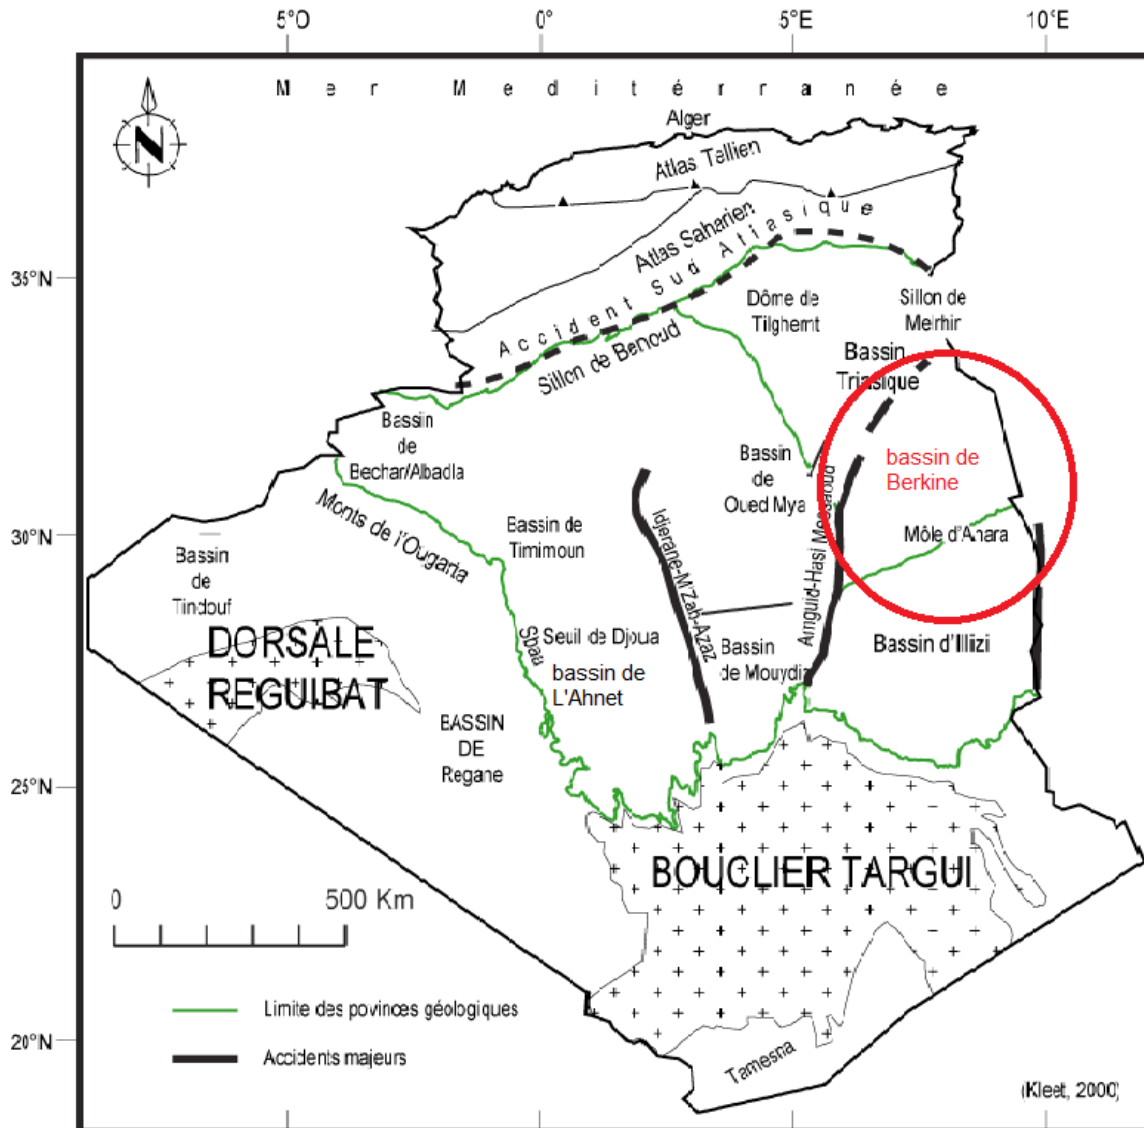 5°O 0° 5°E 10°E
Mer Meditérranée
N
Alger
Atlas Tellien
Atlas Saharien
Accident Sud Atlasique
35°N
Dôme de
Tilghemt
Sillon de
Melrhir
Sillon de Benoud
Bassin
Triasique
Bassin
de
Bechar/Albadla
Bassin
de
Oued Mya
bassin de
Berkine
Monts de l'Ougarta
Bassin de
Timimoun
Idjerane-M'Zab-Azaz
Amguid-Hasi Messaoud
Môle d'Ahara
30°N
Bassin
de
Tindouf
DORSALE
REGUIBAT
Sbaa
Seuil de Djoua
bassin de
L'Ahnet
Bassin
de Mouydir
Bassin d'Illizi
BASSIN
DE
Regane
25°N
BOUCLIER TARGUI
0 500 Km
Limite des povinces géologiques
20°N
Accidents majeurs
Tamesna
(Kleet, 2000)